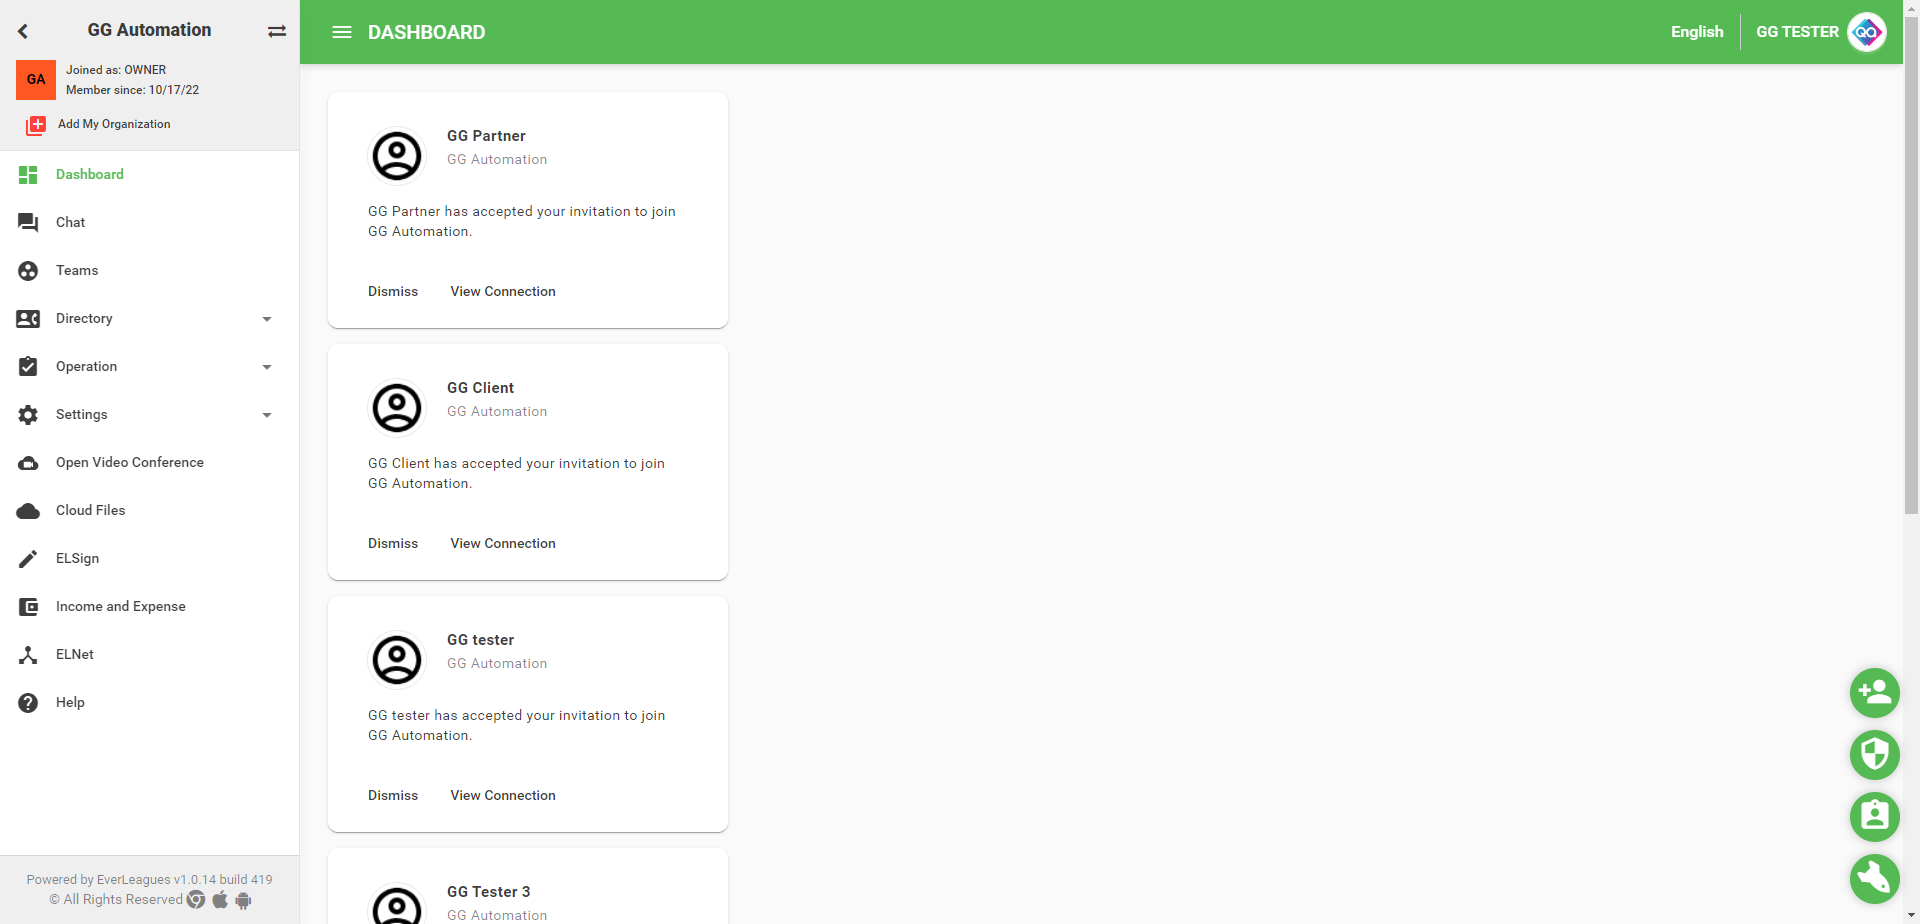 GG Automation
GA
Joined as: OWNER
Member since: 10/17/22
Add My Organization
Dashboard
Chat
Teams
Directory
Operation
Settings
Open Video Conference
Cloud Files
ELSign
Income and Expense
ELNet
Help
Powered by EverLeagues v1.0.14 build 419
© All Rights Reserved
DASHBOARD
English
GG TESTER
QA
GG Partner
GG Automation
GG Partner has accepted your invitation to join
GG Automation.
Dismiss View Connection
GG Client
GG Automation
GG Client has accepted your invitation to join
GG Automation.
Dismiss View Connection
GG tester
GG Automation
GG tester has accepted your invitation to join
GG Automation.
Dismiss View Connection
GG Tester 3
GG Automation